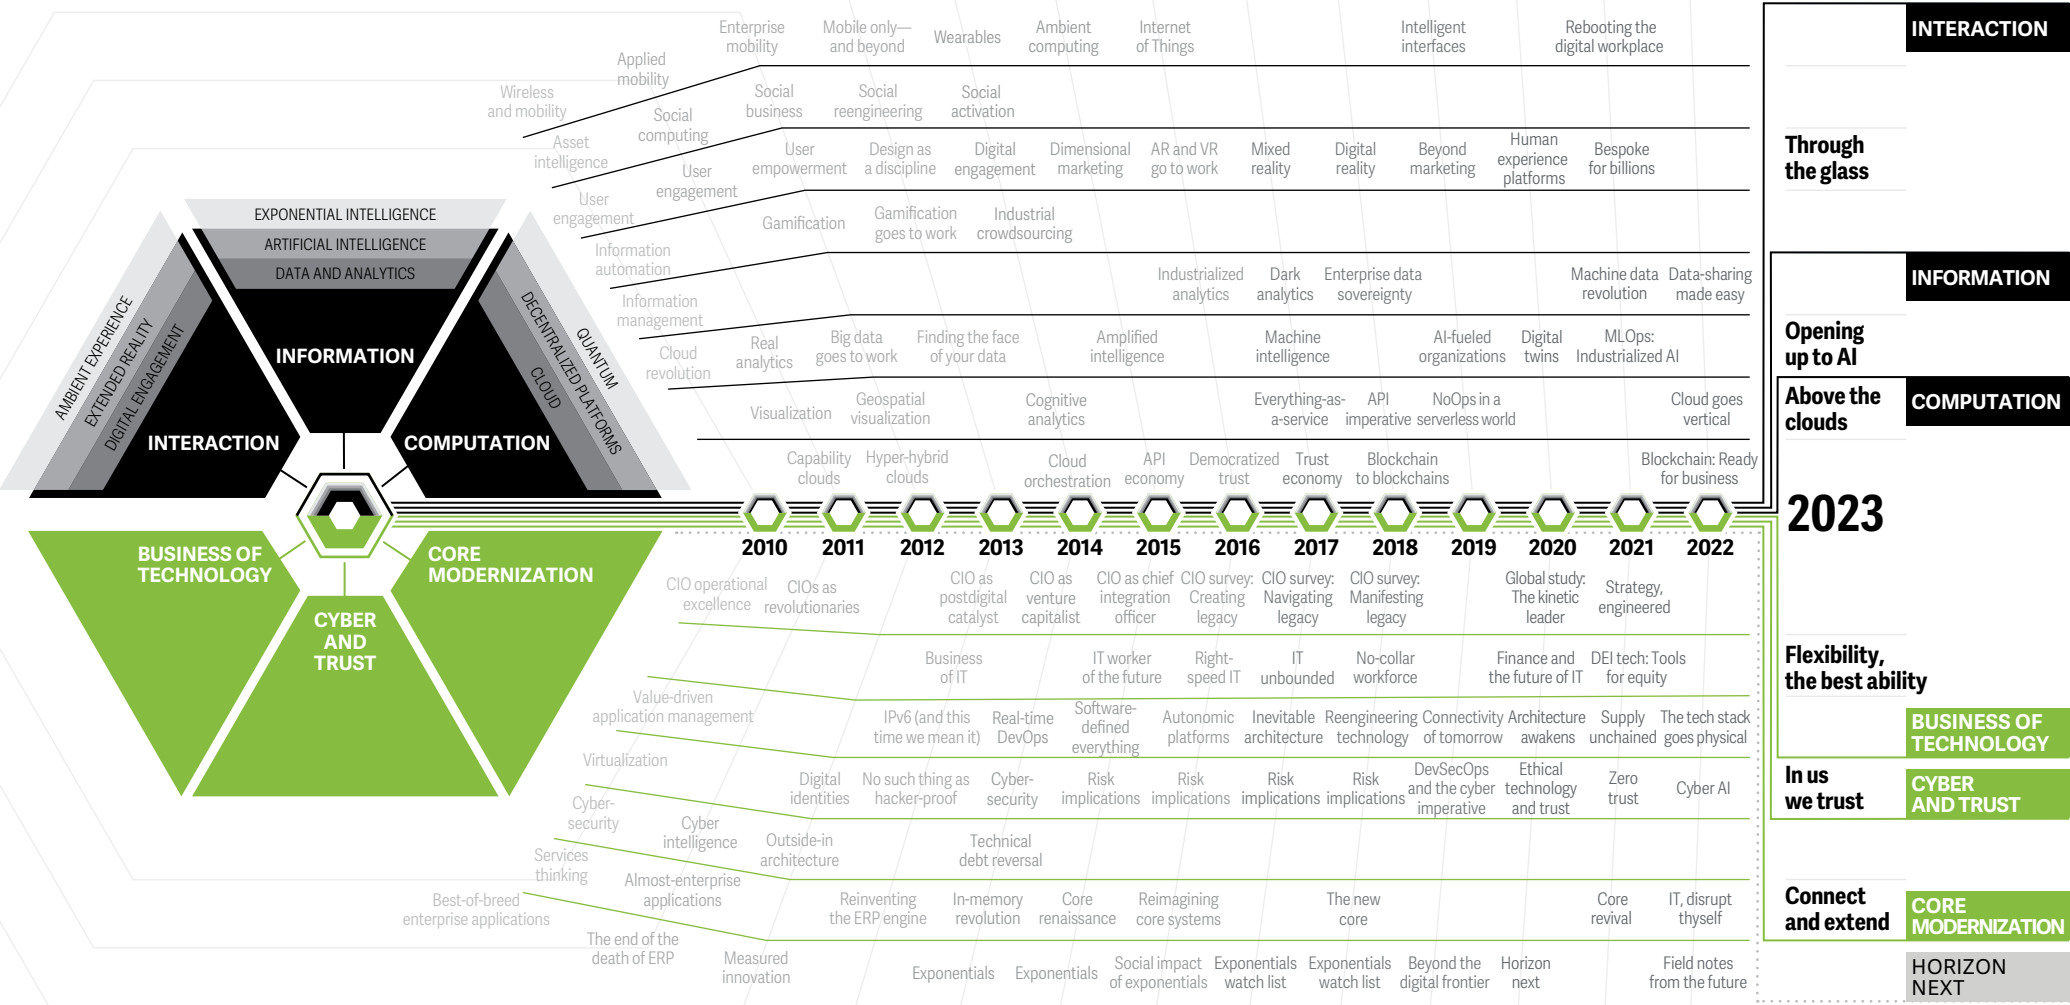 Enterprise
mobility
Mobile only—
and beyond
Wearables
Ambient
computing
Internet
of Things
Intelligent
interfaces
Rebooting the
digital workplace
INTERACTION
Applied
mobility
Wireless
and mobility
Social
computing
Social
business
Social
reengineering
Social
activation
Asset
intelligence
User
engagement
User
empowerment
Design as
a discipline
Digital
engagement
Dimensional
marketing
AR and VR
go to work
Mixed
reality
Digital
reality
Beyond
marketing
Human
experience
platforms
Bespoke
for billions
Through
the glass
User
engagement
Gamification
Gamification
goes to work
Industrial
crowdsourcing
Information
automation
Industrialized
analytics
Dark
analytics
Enterprise data
sovereignty
Machine data
revolution
Data-sharing
made easy
INFORMATION
Information
management
Real
analytics
Big data
goes to work
Finding the face
of your data
Amplified
intelligence
Machine
intelligence
AI-fueled
organizations
Digital
twins
MLOps:
Industrialized AI
Opening
up to AI
Cloud
revolution
Visualization
Geospatial
visualization
Cognitive
analytics
Everything-as-
a-service
API
imperative
NoOps in a
serverless world
Cloud goes
vertical
Above the
clouds
COMPUTATION
Capability
clouds
Hyper-hybrid
clouds
Cloud
orchestration
API
economy
Democratized
trust
Trust
economy
Blockchain
to blockchains
Blockchain: Ready
for business
EXPONENTIAL INTELLIGENCE
ARTIFICIAL INTELLIGENCE
DATA AND ANALYTICS
INFORMATION
AMBIENT EXPERIENCE
EXTENDED REALITY
DIGITAL ENGAGEMENT
INTERACTION
QUANTUM
DECENTRALIZED PLATFORMS
CLOUD
COMPUTATION
BUSINESS OF
TECHNOLOGY
CYBER
AND
TRUST
CORE
MODERNIZATION
2010
2011
2012
2013
2014
2015
2016
2017
2018
2019
2020
2021
2022
2023
CIO operational
excellence
CIOs as
revolutionaries
CIO as
postdigital
catalyst
CIO as
venture
capitalist
CIO as chief
integration
officer
CIO survey:
Creating
legacy
CIO survey:
Navigating
legacy
CIO survey:
Manifesting
legacy
Global study:
The kinetic
leader
Strategy,
engineered
Business
of IT
IT worker
of the future
Right-
speed IT
IT
unbounded
No-collar
workforce
Finance and
the future of IT
DEI tech: Tools
for equity
Flexibility,
the best ability
BUSINESS OF
TECHNOLOGY
Value-driven
application management
IPv6 (and this
time we mean it)
Real-time
DevOps
Software-
defined
everything
Autonomic
platforms
Inevitable
architecture
Reengineering
technology
Connectivity
of tomorrow
Architecture
awakens
Supply
unchained
The tech stack
goes physical
Virtualization
Digital
identities
No such thing as
hacker-proof
Cyber-
security
Risk
implications
Risk
implications
Risk
implications
Risk
implications
DevSecOps
and the cyber
imperative
Ethical
technology
and trust
Zero
trust
Cyber AI
In us
we trust
CYBER
AND TRUST
Cyber-
security
Cyber
intelligence
Outside-in
architecture
Technical
debt reversal
Services
thinking
Almost-enterprise
applications
Reinventing
the ERP engine
In-memory
revolution
Core
renaissance
Reimagining
core systems
The new
core
Core
revival
IT, disrupt
thyself
Connect
and extend
CORE
MODERNIZATION
Best-of-breed
enterprise applications
The end of the
death of ERP
Measured
innovation
Exponentials
Exponentials
Social impact
of exponentials
Exponentials
watch list
Exponentials
watch list
Beyond the
digital frontier
Horizon
next
Field notes
from the future
HORIZON
NEXT